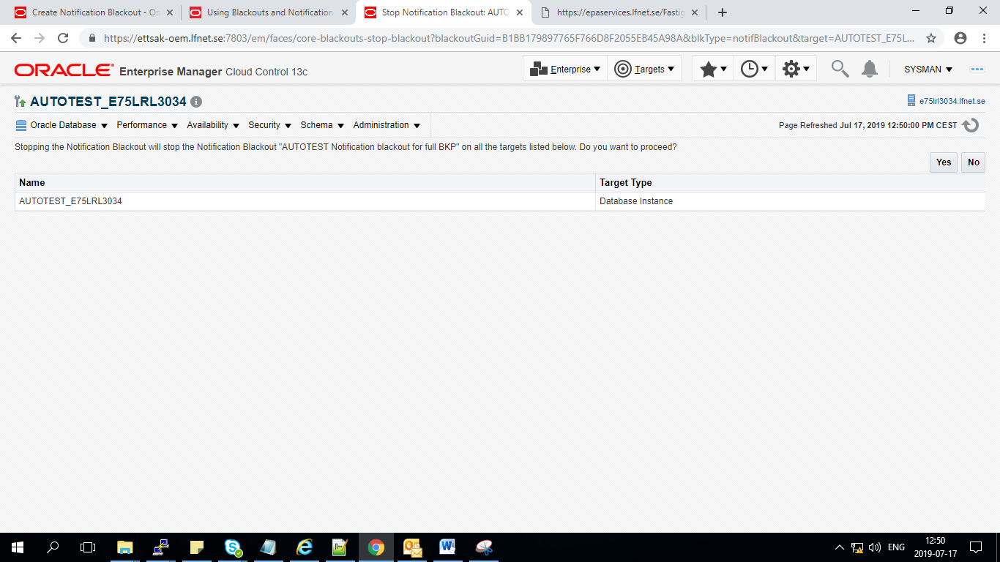 Create Notification Blackout - Or
Using Blackouts and Notification
Stop Notification Blackout: AUTO
https://epaservices.lfnet.se/Fastig
https://ettsak-oem.lfnet.se:7803/em/faces/core-blackouts-stop-blackout?blackoutGuid=B1BB179897765F766D8F2055EB45A98A&blkType=notifBlackout&target=AUTOTEST_E75L...
ORACLE Enterprise Manager Cloud Control 13c
Enterprise
Targets
SYSMAN
AUTOTEST_E75LRL3034
e75lrl3034.lfnet.se
Oracle Database Performance Availability Security Schema Administration
Page Refreshed Jul 17, 2019 12:50:00 PM CEST
Stopping the Notification Blackout will stop the Notification Blackout "AUTOTEST Notification blackout for full BKP" on all the targets listed below. Do you want to proceed?
Yes No
Name Target Type
AUTOTEST_E75LRL3034 Database Instance
ENG
12:50
2019-07-17